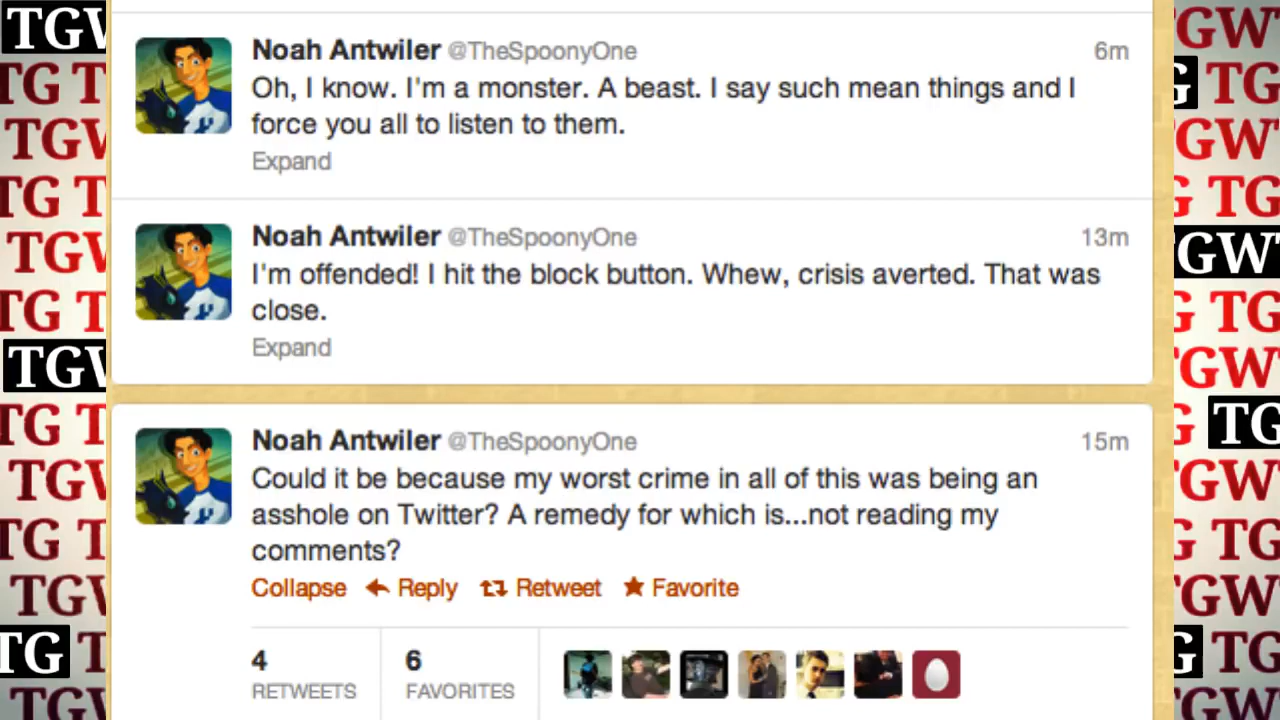 Noah Antwiler @TheSpoonyOne 6m
Oh, I know. I'm a monster. A beast. I say such mean things and I
force you all to listen to them.
Expand
Noah Antwiler @TheSpoonyOne 13m
I'm offended! I hit the block button. Whew, crisis averted. That was
close.
Expand
Noah Antwiler @TheSpoonyOne 15m
Could it be because my worst crime in all of this was being an
asshole on Twitter? A remedy for which is...not reading my
comments?
Collapse Reply Retweet Favorite
4 6
RETWEETS FAVORITES